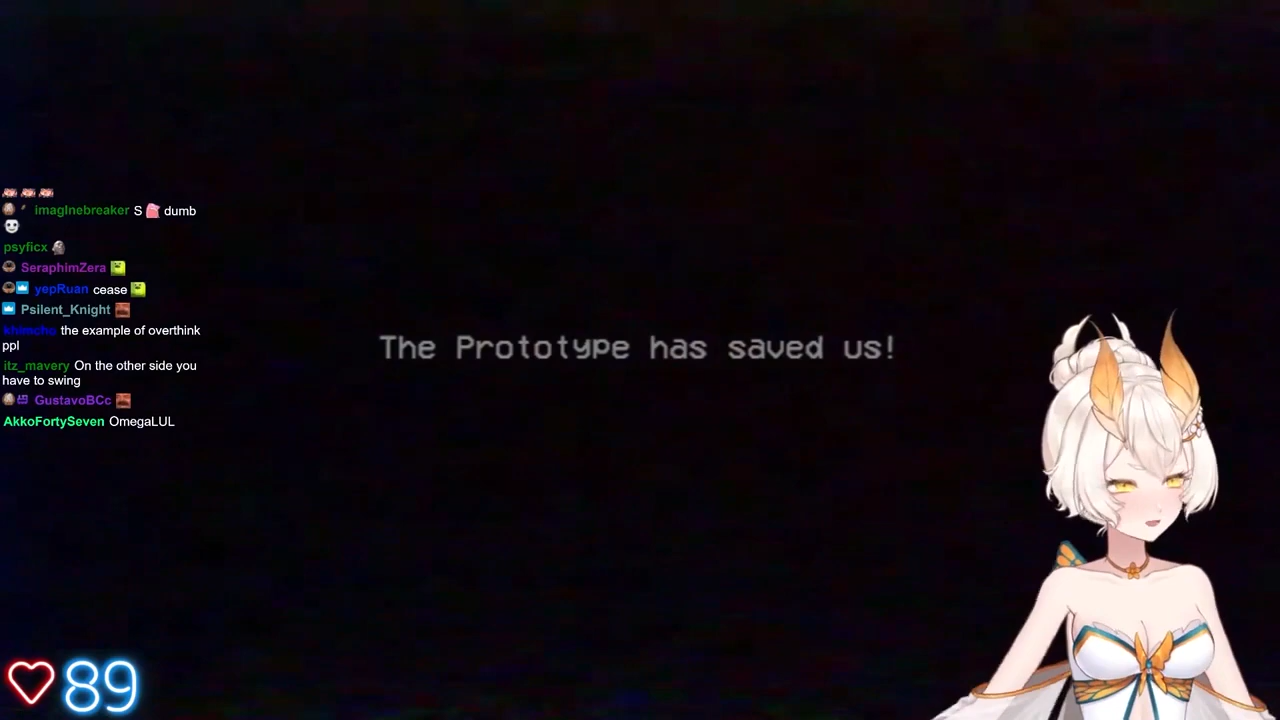 imagInebreaker S dumb
psyficx
SeraphimZera
yepRuan cease
Psilent_Knight
khimcho the example of overthink
ppl
itz_mavery On the other side you
have to swing
GustavoBCc
AkkoFortySeven OmegaLUL
The Prototype has saved us!
89